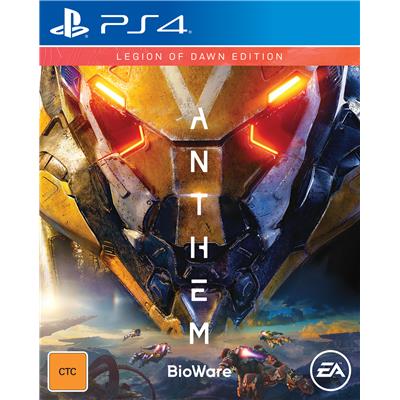 PS4
LEGION OF DAWN EDITION
ANTHEM
BioWare
CTC
EA